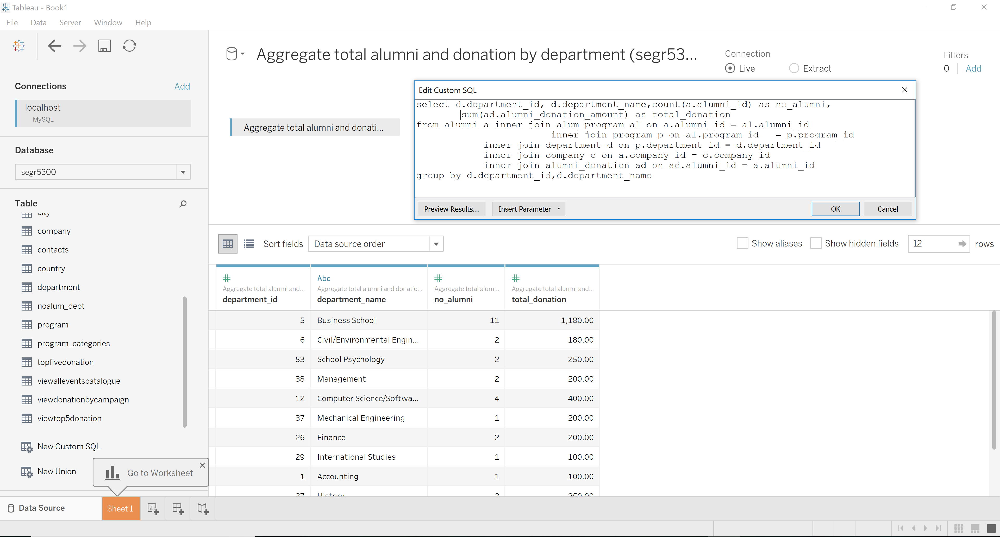 Tableau - Book1
File Data Server Window Help
Connections Add
localhost
MySQL
Database
segr5300
Table
city
company
contacts
country
department
noalum_dept
program
program_categories
topfivedonation
viewalleventscatalogue
viewdonationbycampaign
viewtop5donation
New Custom SQL
New Union
Go to Worksheet
Aggregate total alumni and donation by department (segr53...
Connection
Live Extract
Filters
0 Add
Aggregate total alumni and donati...
Edit Custom SQL
select d.department_id, d.department_name,count(a.alumni_id) as no_alumni,
sum(ad.alumni_donation_amount) as total_donation
from alumni a inner join alum_program al on a.alumni_id = al.alumni_id
inner join program p on al.program_id = p.program_id
inner join department d on p.department_id = d.department_id
inner join company c on a.company_id = c.company_id
inner join alumni_donation ad on ad.alumni_id = a.alumni_id
group by d.department_id,d.department_name
Preview Results... Insert Parameter OK Cancel
Sort fields Data source order Show aliases Show hidden fields 12 rows
Abc
Aggregate total alumni and... Aggregate total alumni and donatio... Aggregate total alum... Aggregate total alumni and...
department_id department_name no_alumni total_donation
5 Business School 11 1,180.00
6 Civil/Environmental Engin... 2 180.00
53 School Psychology 2 250.00
38 Management 2 200.00
12 Computer Science/Softwa... 4 400.00
37 Mechanical Engineering 1 200.00
26 Finance 2 200.00
29 International Studies 1 100.00
1 Accounting 1 100.00
27 History 2 250.00
Data Source Sheet 1